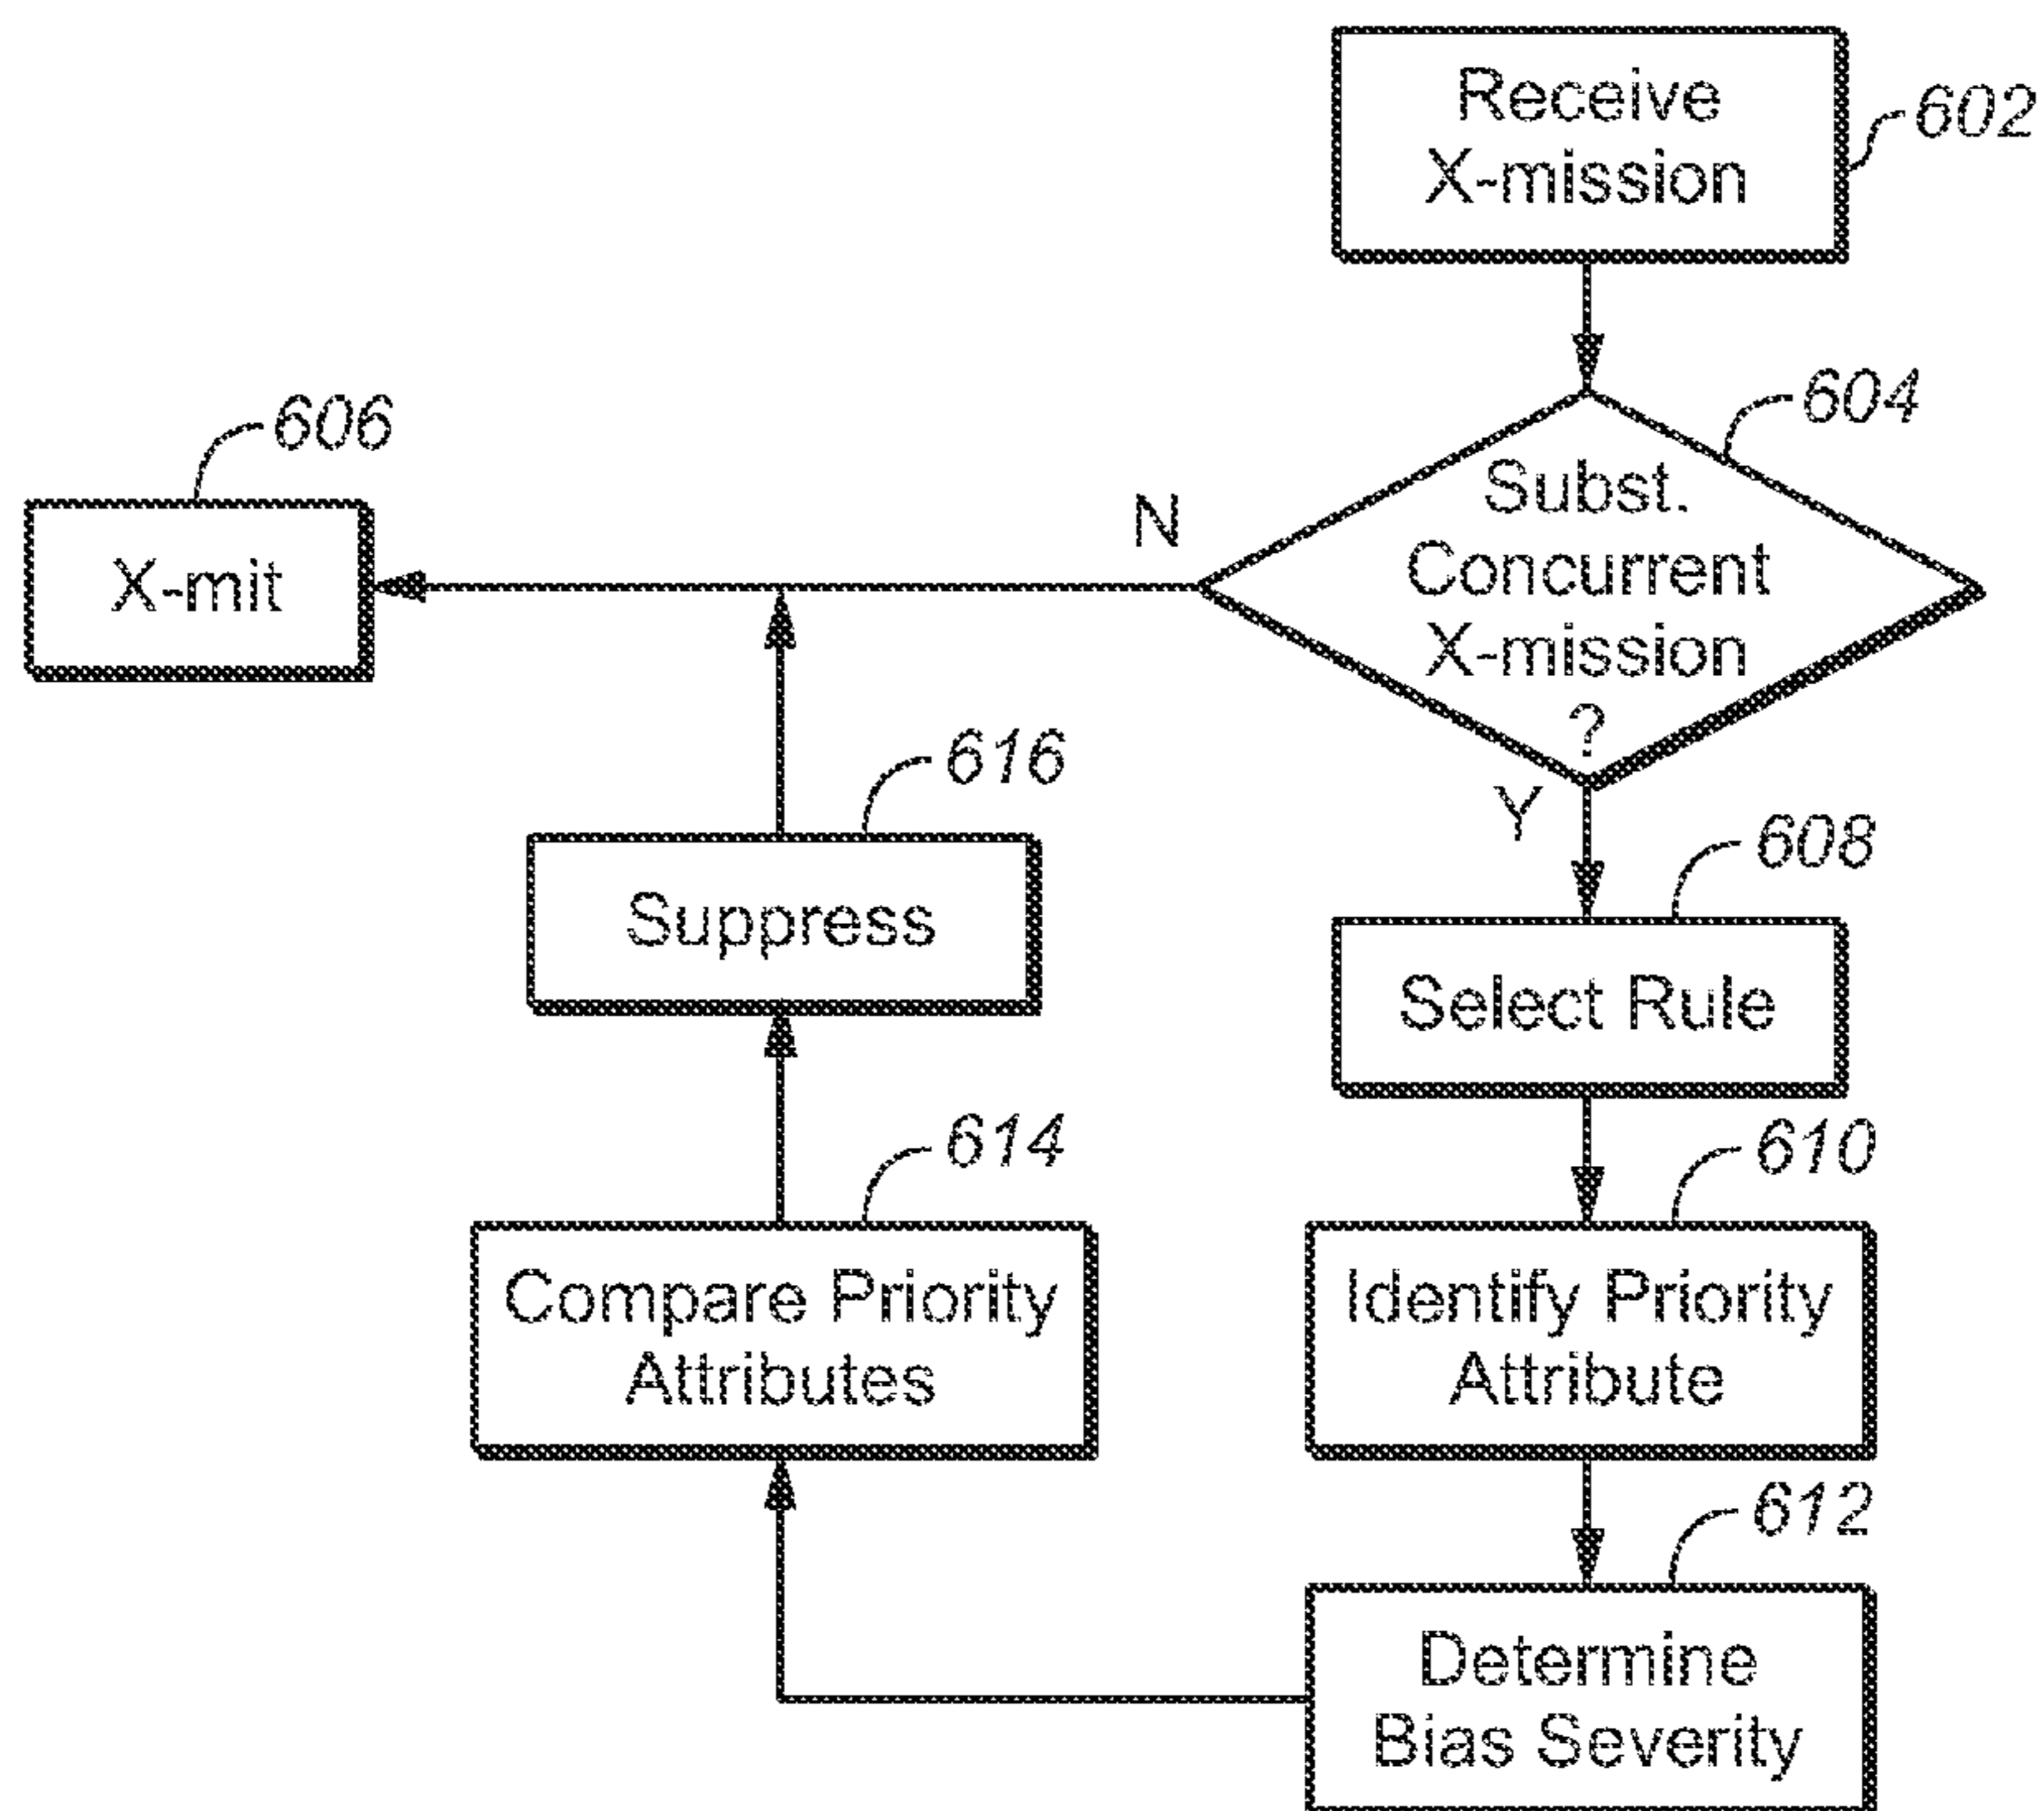 Receive
X-mission
602
604
Subst.
Concurrent
X-mission
?
N
Y
606
X-mit
616
Suppress
608
Select Rule
614
Compare Priority
Attributes
610
Identify Priority
Attribute
612
Determine
Bias Severity